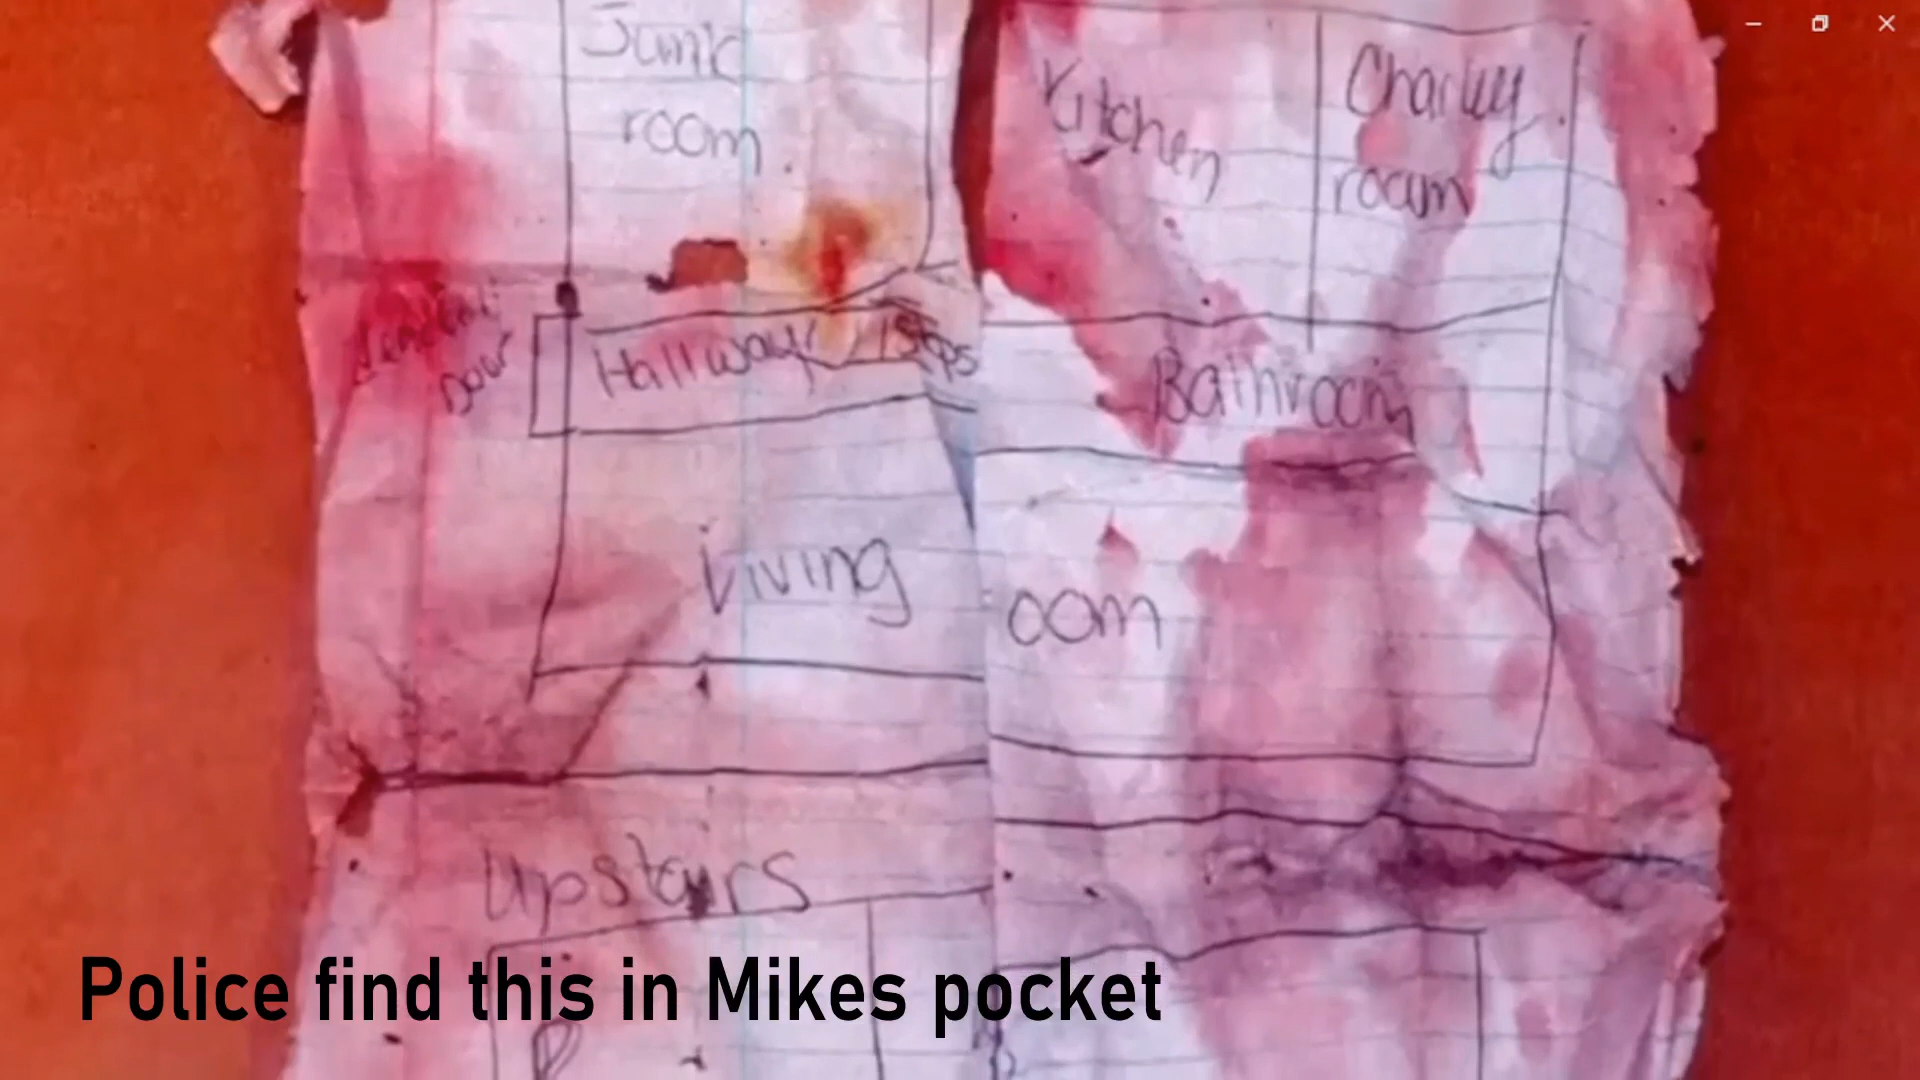 Junk
room.
Kitchen
Charley
room
Door
Hallway / Steps
Bathroom
Living
oom
Upstairs
Police find this in Mikes pocket